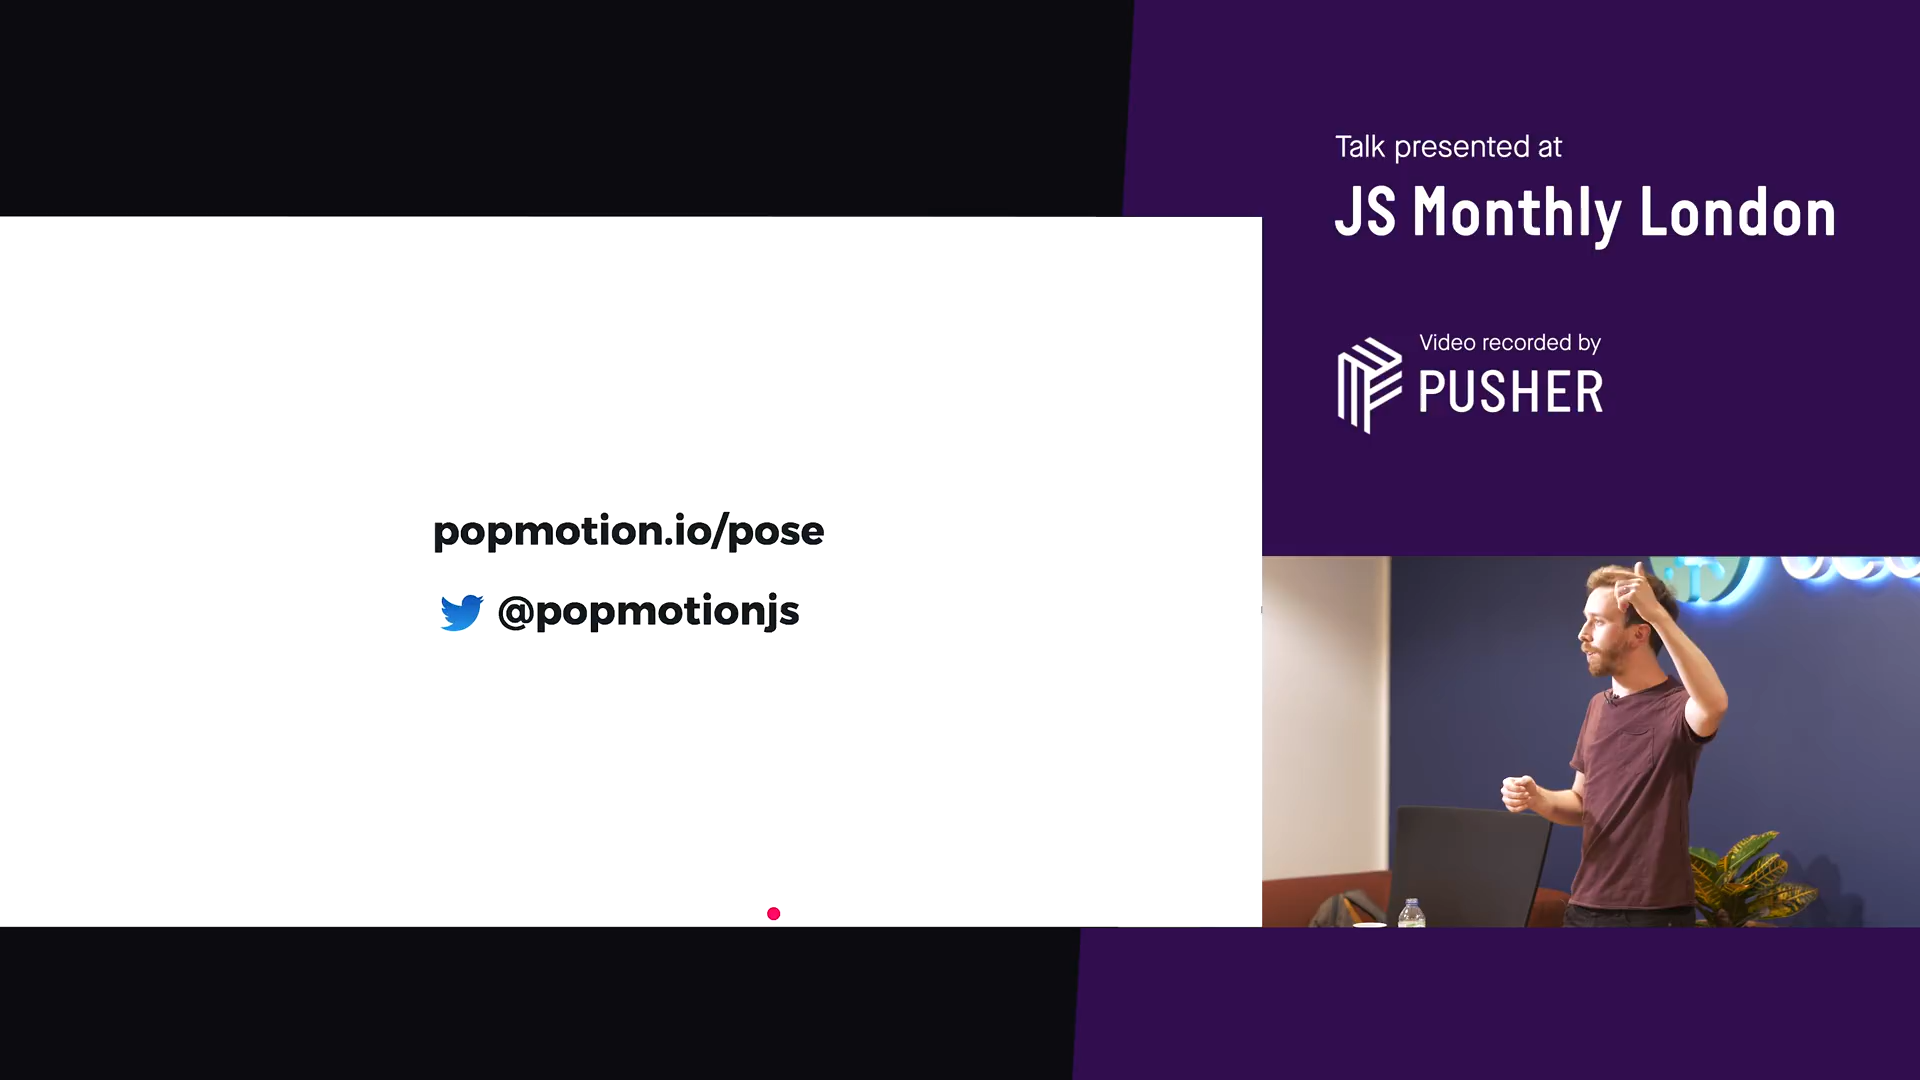 Talk presented at
JS Monthly London
Video recorded by
PUSHER
popmotion.io/pose
@popmotionjs